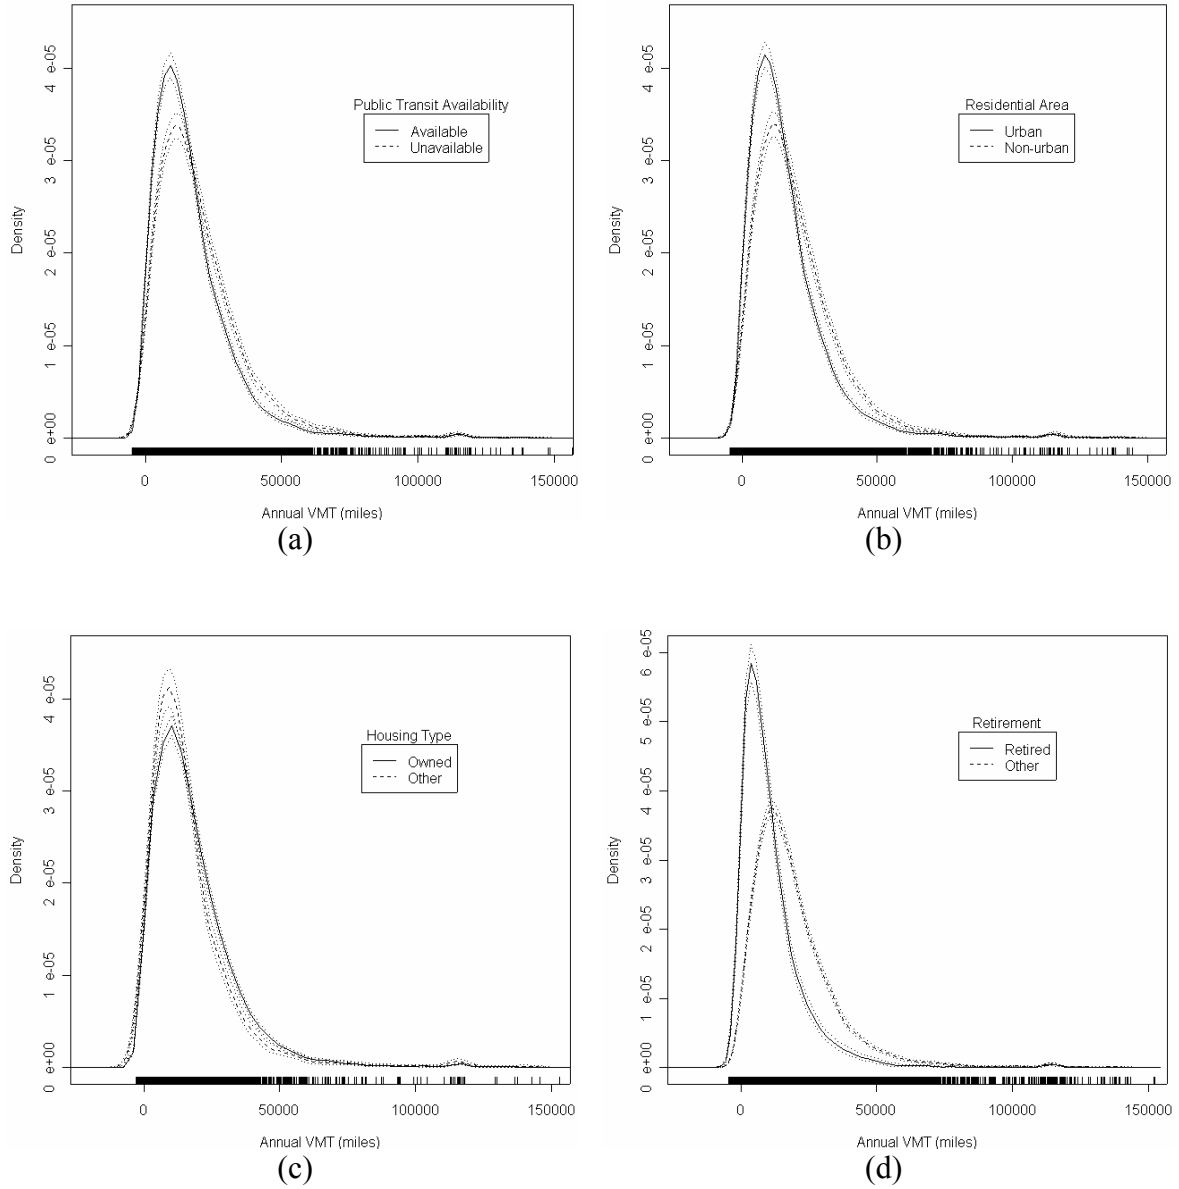 Density
4 e-05
3 e-05
2 e-05
1 e-05
0 e+00
Public Transit Availability
Available
Unavailable
0 50000 100000 150000
Annual VMT (miles)
(a)
Density
4 e-05
3 e-05
2 e-05
1 e-05
0 e+00
Residential Area
Urban
Non-urban
0 50000 100000 150000
Annual VMT (miles)
(b)
Density
4 e-05
3 e-05
2 e-05
1 e-05
0 e+00
Housing Type
Owned
Other
0 50000 100000 150000
Annual VMT (miles)
(c)
Density
6 e-05
5 e-05
4 e-05
3 e-05
2 e-05
1 e-05
0 e+00
Retirement
Retired
Other
0 50000 100000 150000
Annual VMT (miles)
(d)